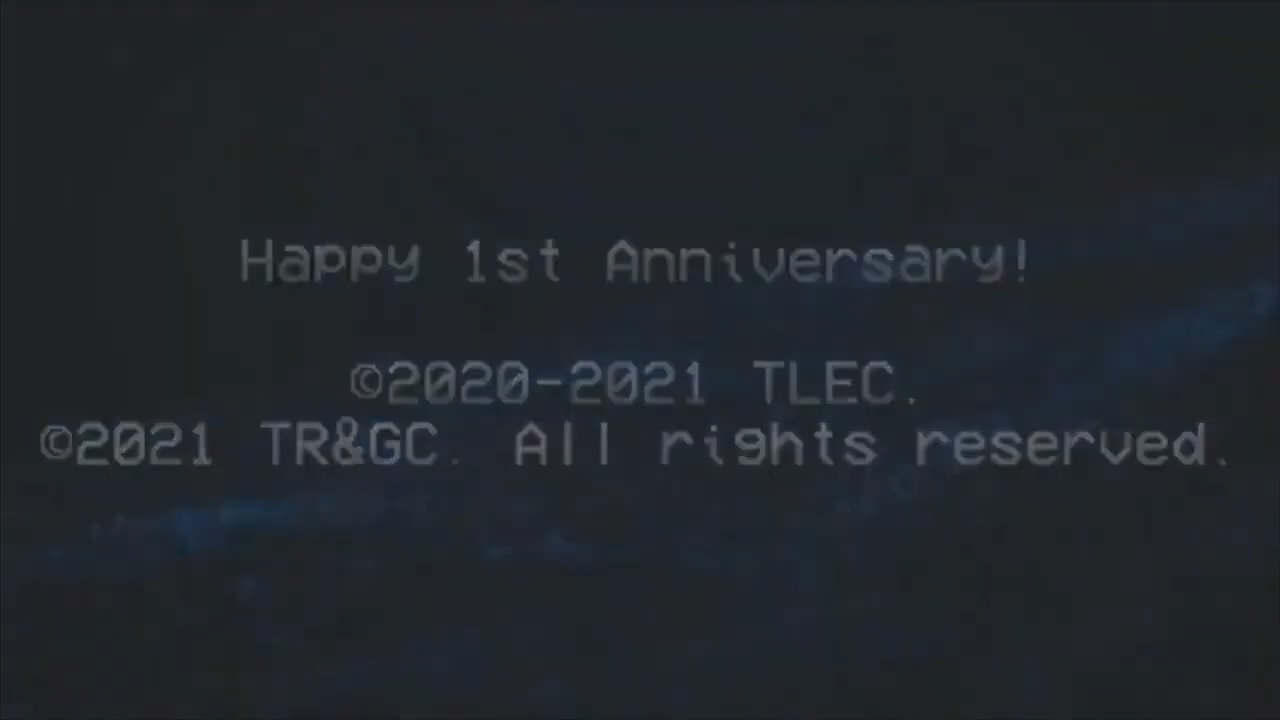 Happy 1st Anniversary!
©2020-2021 TLEC.
©2021 TR&GC. All rights reserved.